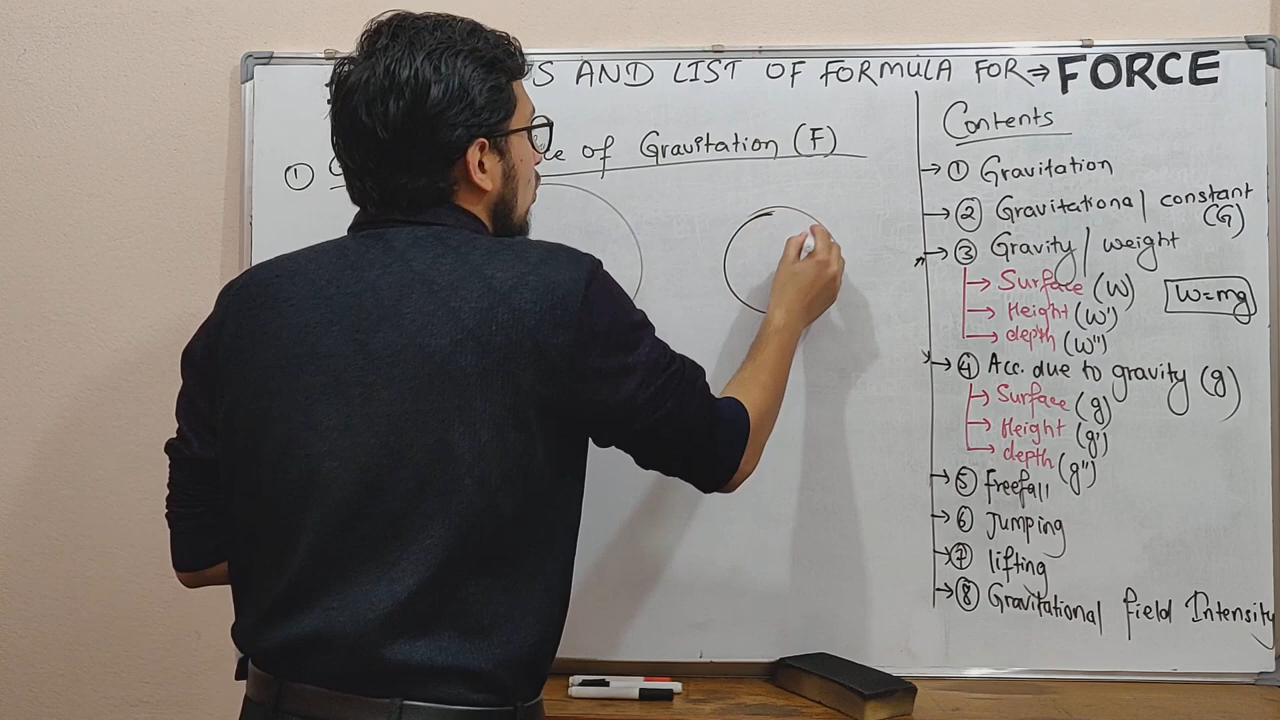 S AND LIST OF FORMULA FOR → FORCE
① of Gravitation (F)
Contents
→ ① Gravitation
→ ② Gravitational constant (G)
→ ③ Gravity/weight
→ Surface (W)
→ Height (W')
→ depth (W'')
W=mg
→ ④ Acc. due to gravity (g)
→ Surface (g)
→ Height (g')
→ depth (g'')
→ ⑤ freefall
→ ⑥ Jumping
→ ⑦ lifting
→ ⑧ Gravitational field Intensity